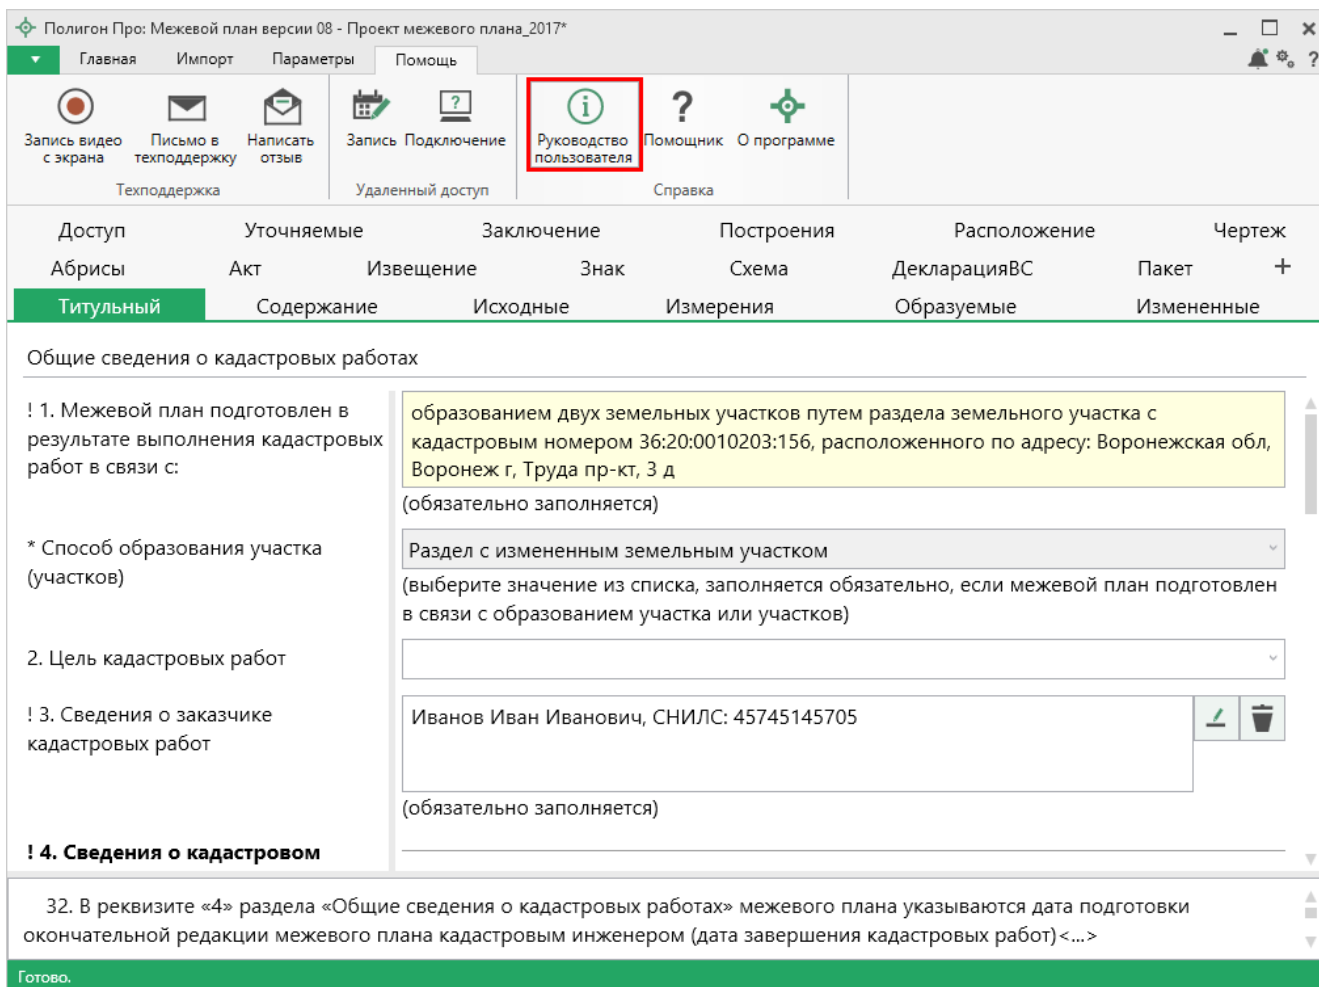 Полигон Про: Межевой план версии 08 - Проект межевого плана_2017*
Главная Импорт Параметры Помощь
?
Запись видео с экрана
Письмо в техподдержку
Написать отзыв
Техподдержка
Запись
? Подключение
Удаленный доступ
i Руководство пользователя
? Помощник
О программе
Справка
Доступ Уточняемые Заключение Построения Расположение Чертеж
Абрисы Акт Извещение Знак Схема ДекларацияВС Пакет +
Титульный Содержание Исходные Измерения Образуемые Измененные
Общие сведения о кадастровых работах
! 1. Межевой план подготовлен в
результате выполнения кадастровых
работ в связи с:
образованием двух земельных участков путем раздела земельного участка с
кадастровым номером 36:20:0010203:156, расположенного по адресу: Воронежская обл,
Воронеж г, Труда пр-кт, 3 д
(обязательно заполняется)
* Способ образования участка
(участков)
Раздел с измененным земельным участком
(выберите значение из списка, заполняется обязательно, если межевой план подготовлен
в связи с образованием участка или участков)
2. Цель кадастровых работ
! 3. Сведения о заказчике
кадастровых работ
Иванов Иван Иванович, СНИЛС: 45745145705
(обязательно заполняется)
! 4. Сведения о кадастровом
32. В реквизите «4» раздела «Общие сведения о кадастровых работах» межевого плана указываются дата подготовки
окончательной редакции межевого плана кадастровым инженером (дата завершения кадастровых работ)<...>
Готово.